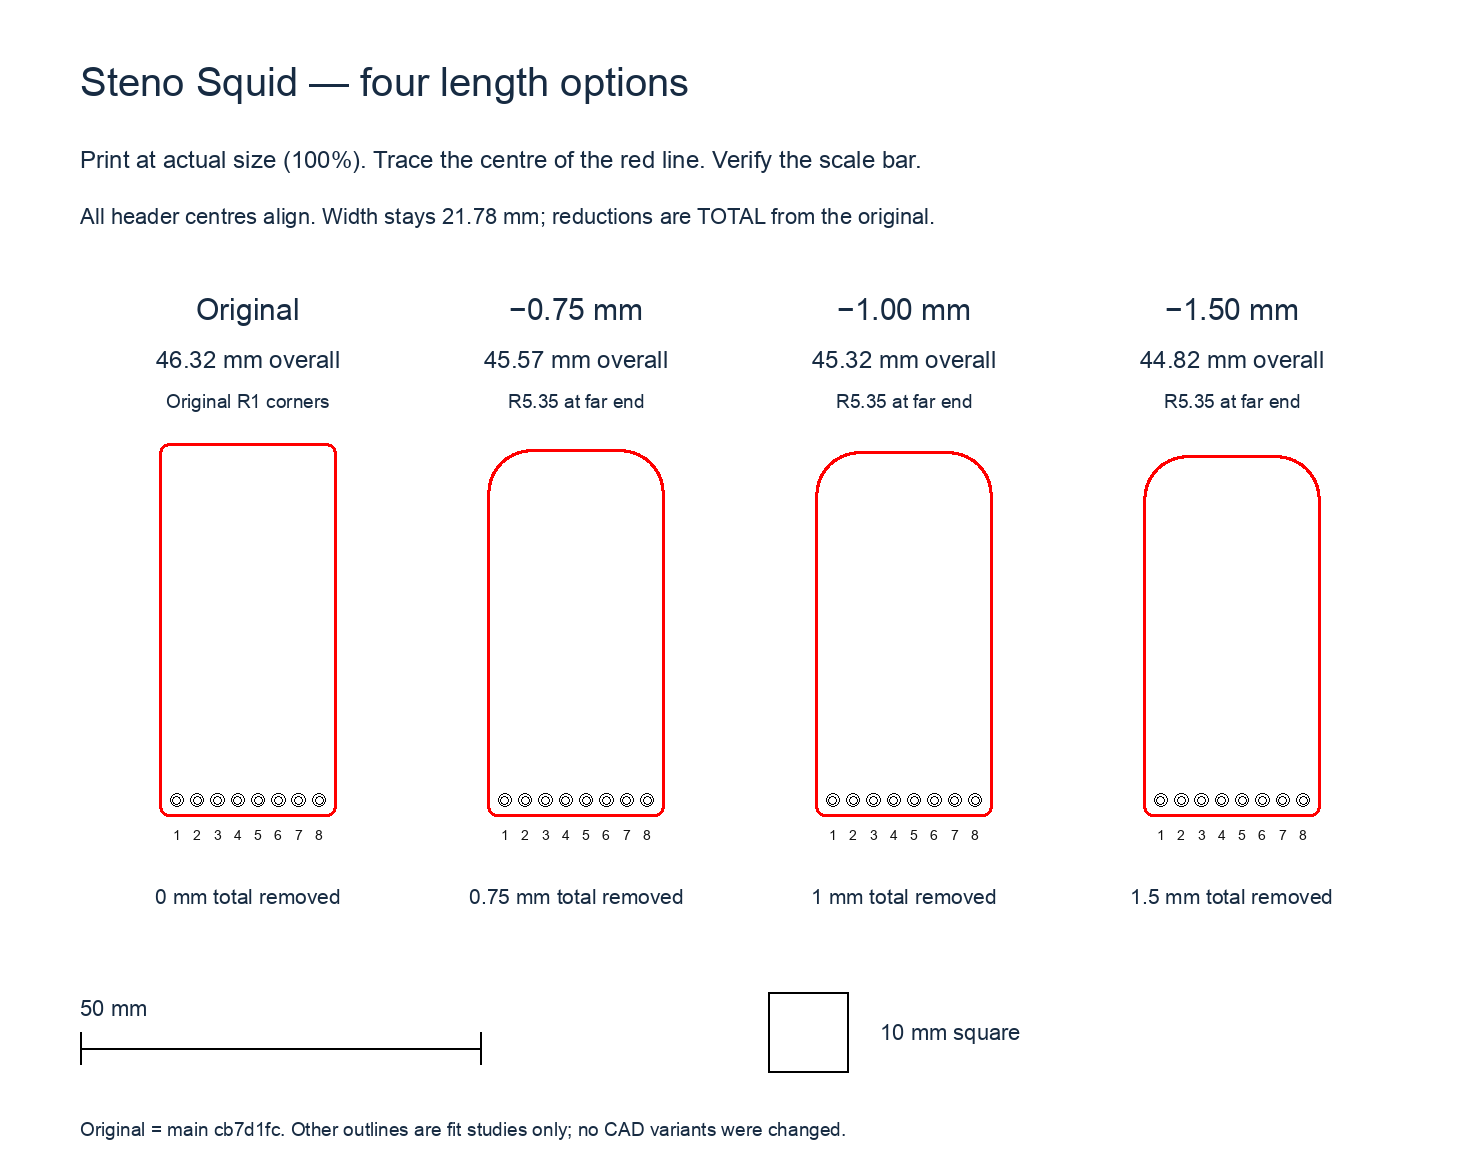 Steno Squid — four length options
Print at actual size (100%). Trace the centre of the red line. Verify the scale bar.
All header centres align. Width stays 21.78 mm; reductions are TOTAL from the original.
Original
46.32 mm overall
Original R1 corners
1 2 3 4 5 6 7 8
0 mm total removed
−0.75 mm
45.57 mm overall
R5.35 at far end
1 2 3 4 5 6 7 8
0.75 mm total removed
−1.00 mm
45.32 mm overall
R5.35 at far end
1 2 3 4 5 6 7 8
1 mm total removed
−1.50 mm
44.82 mm overall
R5.35 at far end
1 2 3 4 5 6 7 8
1.5 mm total removed
50 mm
10 mm square
Original = main cb7d1fc. Other outlines are fit studies only; no CAD variants were changed.